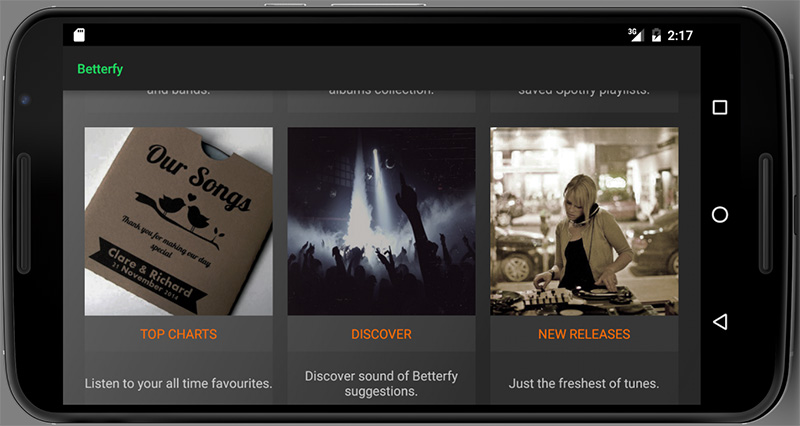 3G 2:17
Betterfy
and bands.
albums collection.
saved Spotify playlists.
Our Songs
Thank you for making our day
special
Clare & Richard
21 November 2014
TOP CHARTS
DISCOVER
NEW RELEASES
Listen to your all time favourites.
Discover sound of Betterfy
suggestions.
Just the freshest of tunes.